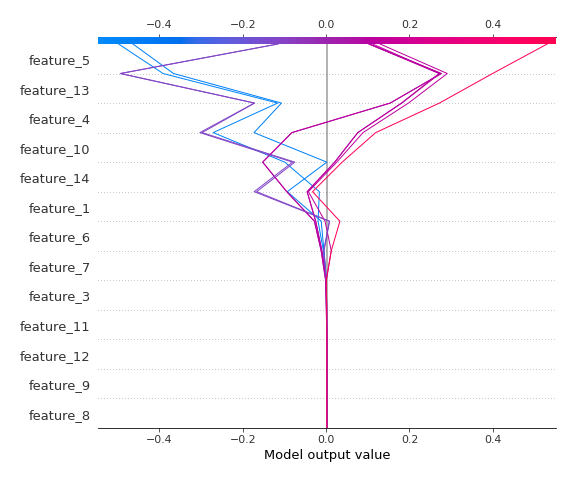 −0.4 −0.2 0.0 0.2 0.4
feature_5
feature_13
feature_4
feature_10
feature_14
feature_1
feature_6
feature_7
feature_3
feature_11
feature_12
feature_9
feature_8
−0.4 −0.2 0.0 0.2 0.4
Model output value